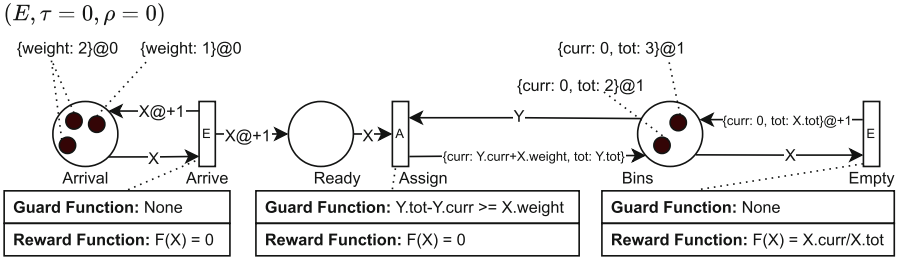 (E, τ = 0, ρ = 0)
{weight: 2}@0 {weight: 1}@0 {curr: 0, tot: 3}@1
{curr: 0, tot: 2}@1
X@+1 Y {curr: 0, tot: X.tot}@+1
E X@+1 X A E
X {curr: Y.curr+X.weight, tot: Y.tot} X
Arrival Arrive Ready Assign Bins Empty
Guard Function: None Guard Function: Y.tot-Y.curr >= X.weight Guard Function: None
Reward Function: F(X) = 0 Reward Function: F(X) = 0 Reward Function: F(X) = X.curr/X.tot